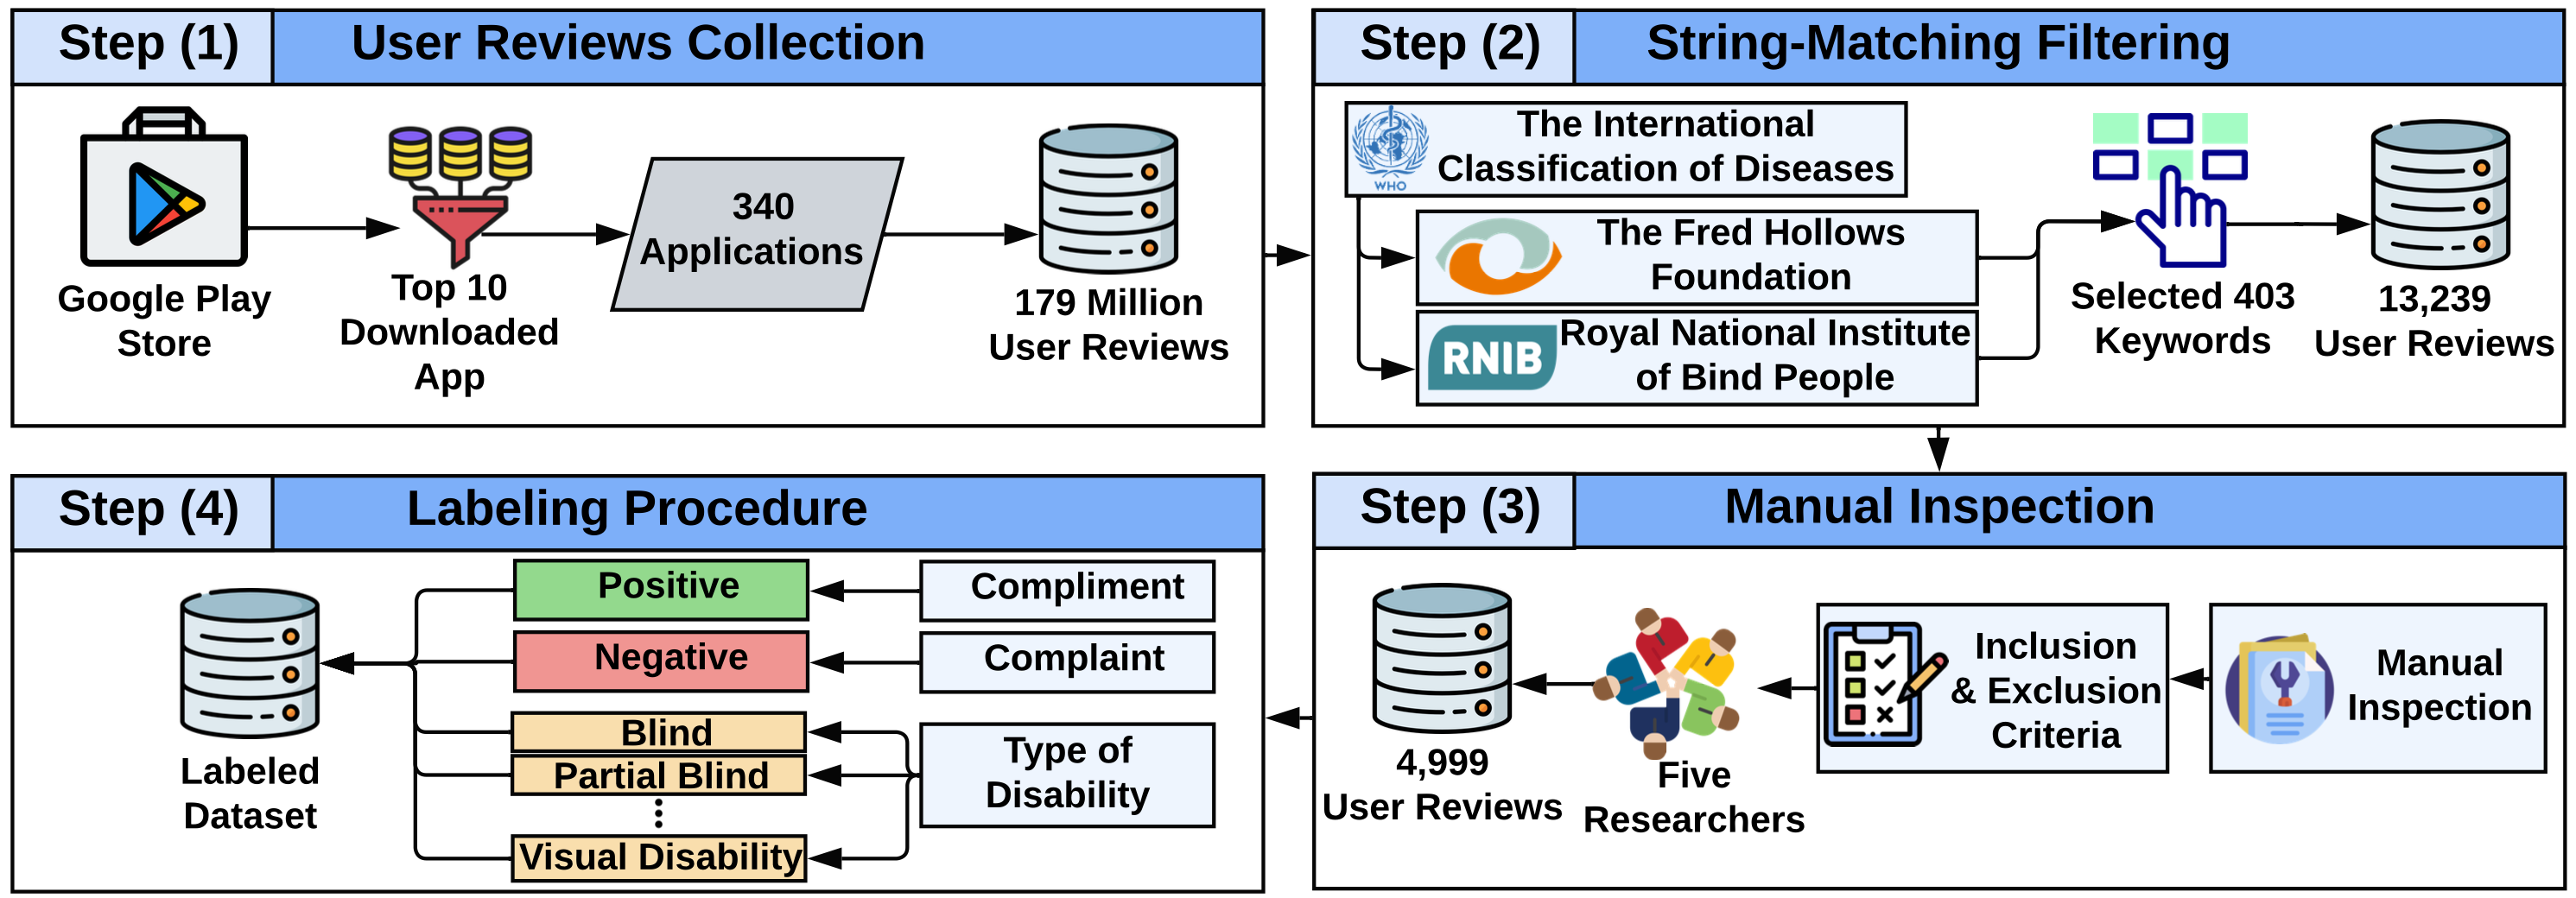 Step (1)
User Reviews Collection
Google Play
Store
Top 10
Downloaded
App
340
Applications
179 Million
User Reviews
Step (2)
String-Matching Filtering
WHO
The International
Classification of Diseases
The Fred Hollows
Foundation
RNIB
Royal National Institute
of Bind People
Selected 403
Keywords
13,239
User Reviews
Step (3)
Manual Inspection
Manual
Inspection
Inclusion
& Exclusion
Criteria
Five
Researchers
4,999
User Reviews
Step (4)
Labeling Procedure
Compliment
Complaint
Type of
Disability
Positive
Negative
Blind
Partial Blind
Visual Disability
Labeled
Dataset